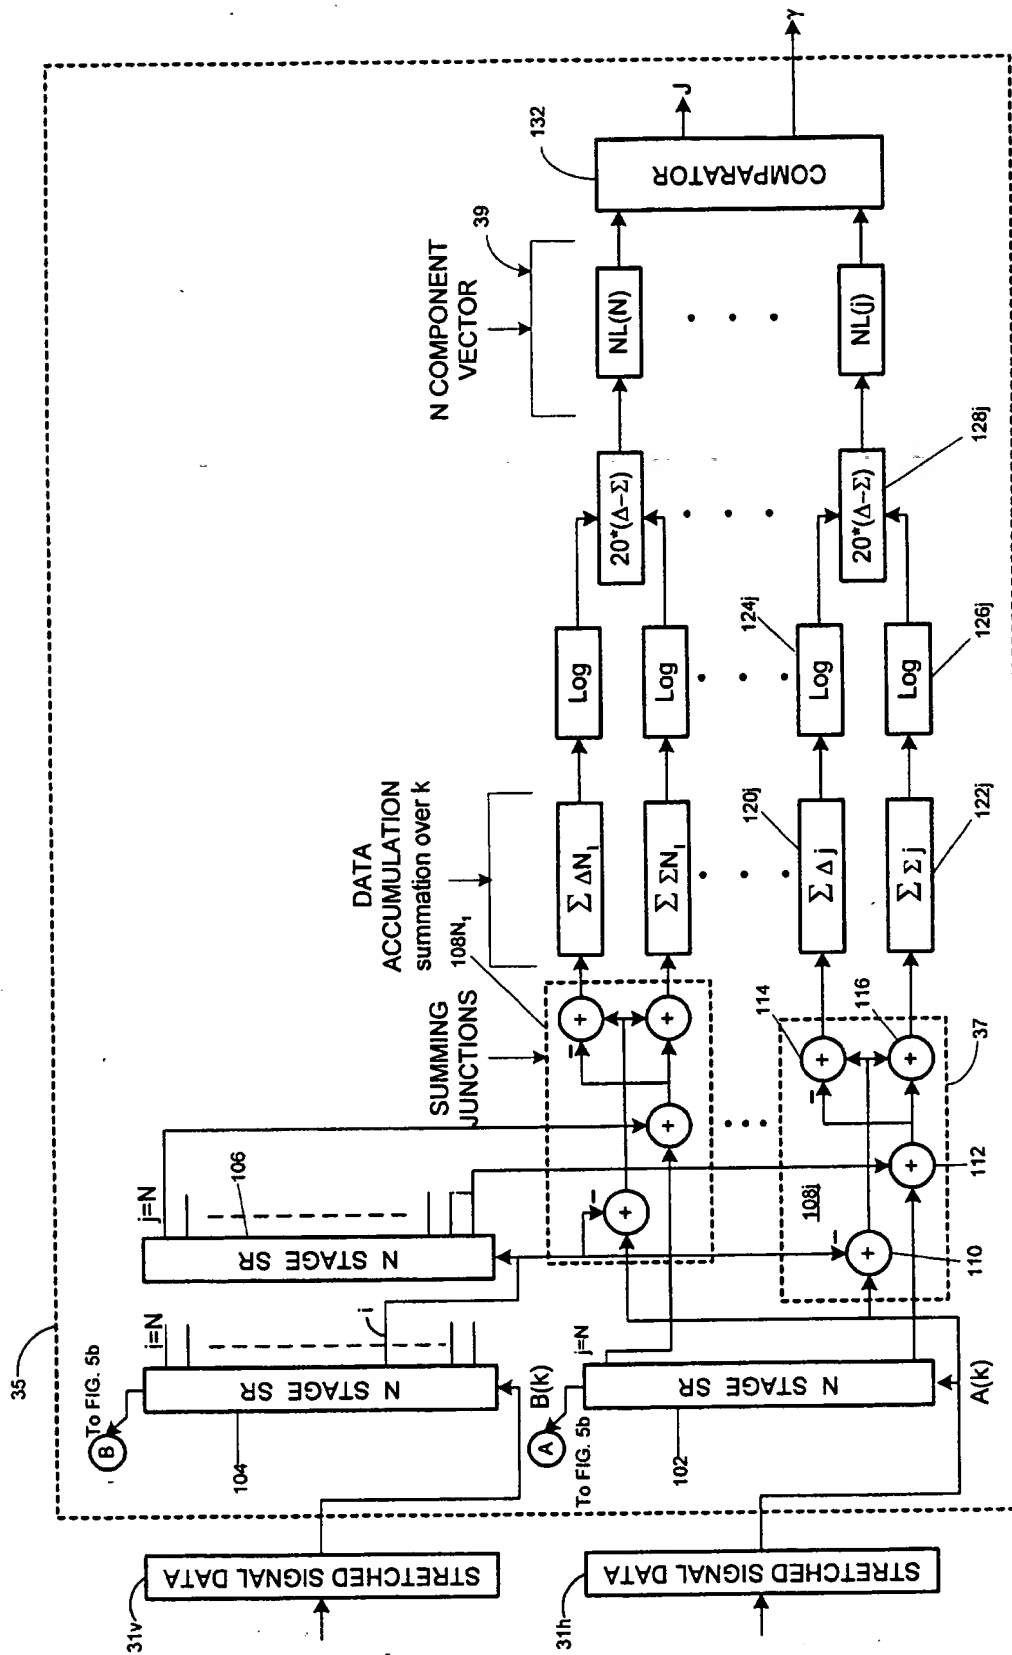 35
31v
STRETCHED SIGNAL DATA
31h
STRETCHED SIGNAL DATA
To FIG. 5b
B
104
N STAGE SR
i=N
i
106
N STAGE SR
j=N
To FIG. 5b
A
B(k)
102
N STAGE SR
j=N
A(k)
SUMMING
JUNCTIONS
108N₁
+
−
+
+
−
+
108j
110
+
−
112
+
114
+
−
116
+
37
DATA
ACCUMULATION
summation over k
∑ ΔN₁
∑ ΣN₁
120j
∑ Δ j
∑ Σ j
122j
Log
Log
124j
Log
Log
126j
20*(Δ−Σ)
20*(Δ−Σ)
128j
N COMPONENT
VECTOR
39
NL(N)
NL(j)
132
COMPARATOR
J
γ